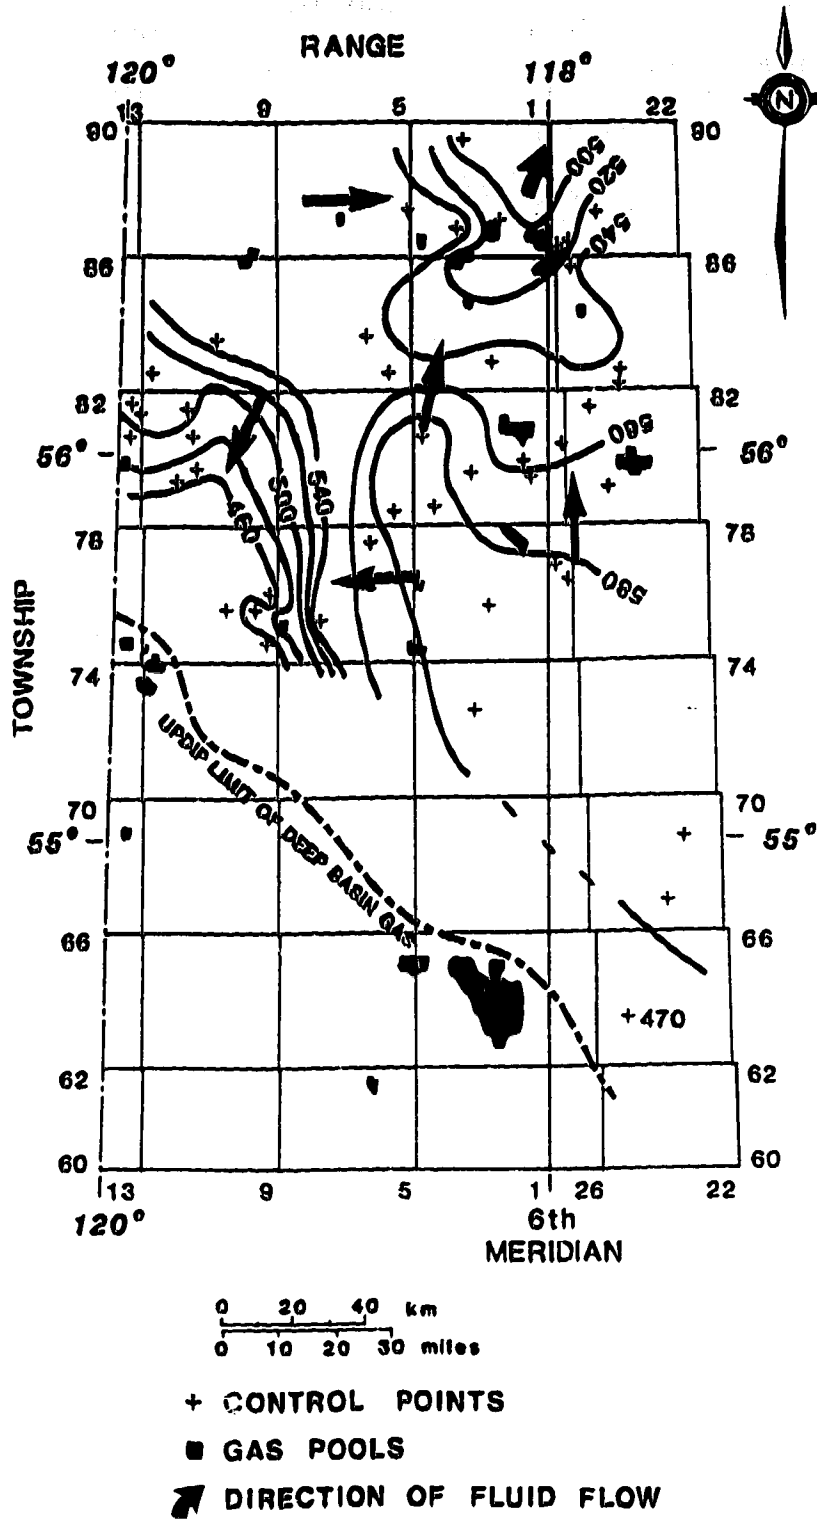 RANGE
120° 118°
13 9 5 1 22
N
90 90
500
520
540
86 86
82 82
56° 56°
560
540
500
460
78 78
580
TOWNSHIP
74 74
UPDIP LIMIT OF DEEP BASIN GAS
70 70
55° 55°
66 66
+470
62 62
60 60
13 9 5 1 26 22
120° 6th
MERIDIAN
0 20 40 km
0 10 20 30 miles
+ CONTROL POINTS
GAS POOLS
DIRECTION OF FLUID FLOW